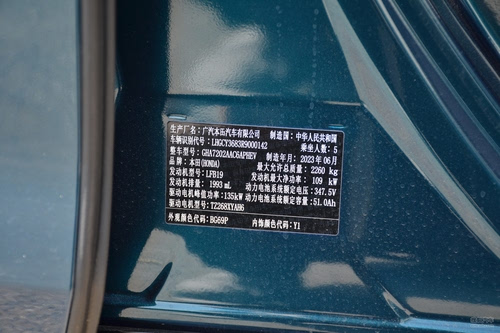 生产厂名：广汽本田汽车有限公司 制造国：中华人民共和国
车辆识别代号：LHGCY3683R9000142 乘坐人数：5
整车型号：GHA7202AAC6APHEV 制造年月：2023年06月
品牌：本田(HONDA) 最大允许总质量：2260 kg
发动机型号：LFB19 发动机最大净功率：109 kW
发动机排量：1993 mL 动力电池系统额定电压：347.5V
驱动电机峰值功率：135kW 动力电池系统额定容量：51.0Ah
驱动电机型号：TZ268XYAH6
外观颜色代码：BG69P 内饰颜色代码：Y1